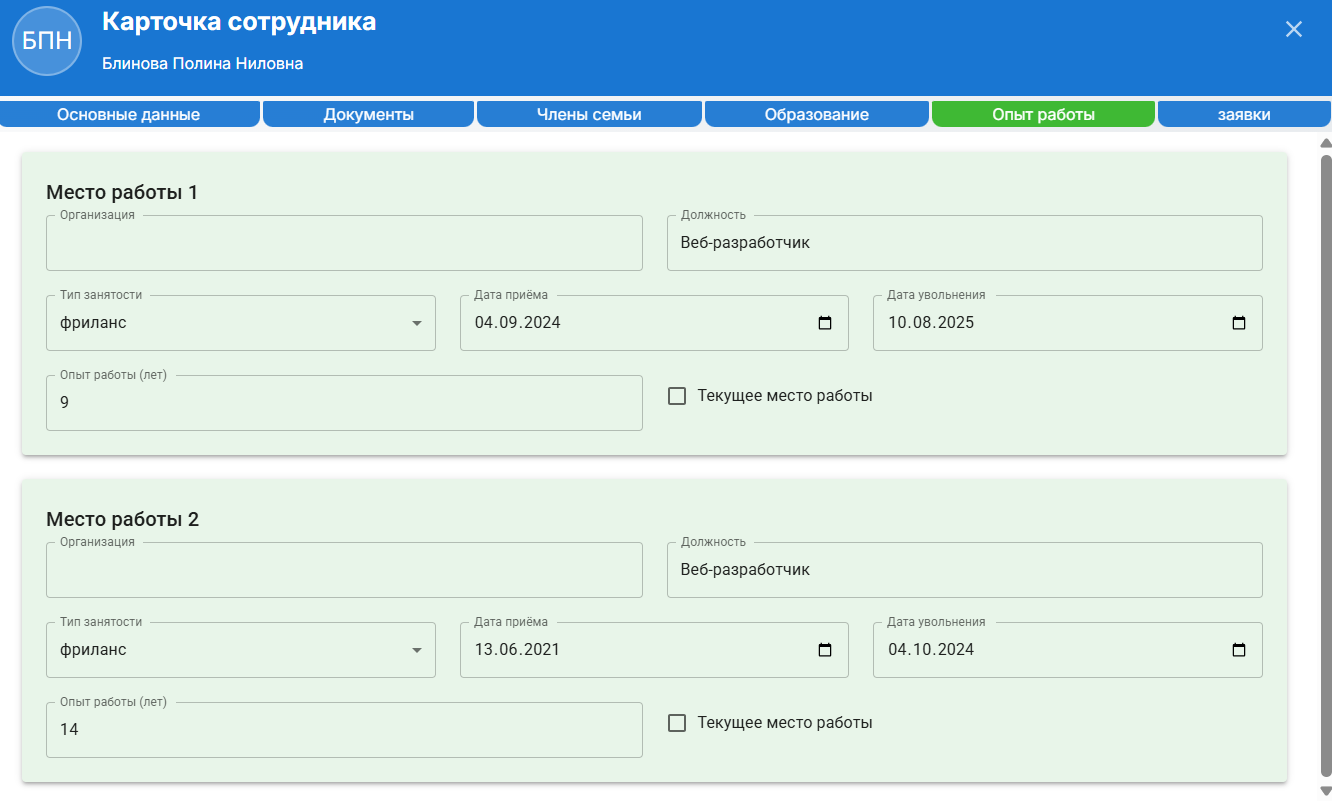 БПН
Карточка сотрудника
Блинова Полина Ниловна
Основные данные Документы Члены семьи Образование Опыт работы заявки
Место работы 1
Организация Должность
Веб-разработчик
Тип занятости Дата приёма Дата увольнения
фриланс 04.09.2024 10.08.2025
Опыт работы (лет)
9 Текущее место работы
Место работы 2
Организация Должность
Веб-разработчик
Тип занятости Дата приёма Дата увольнения
фриланс 13.06.2021 04.10.2024
Опыт работы (лет)
14 Текущее место работы